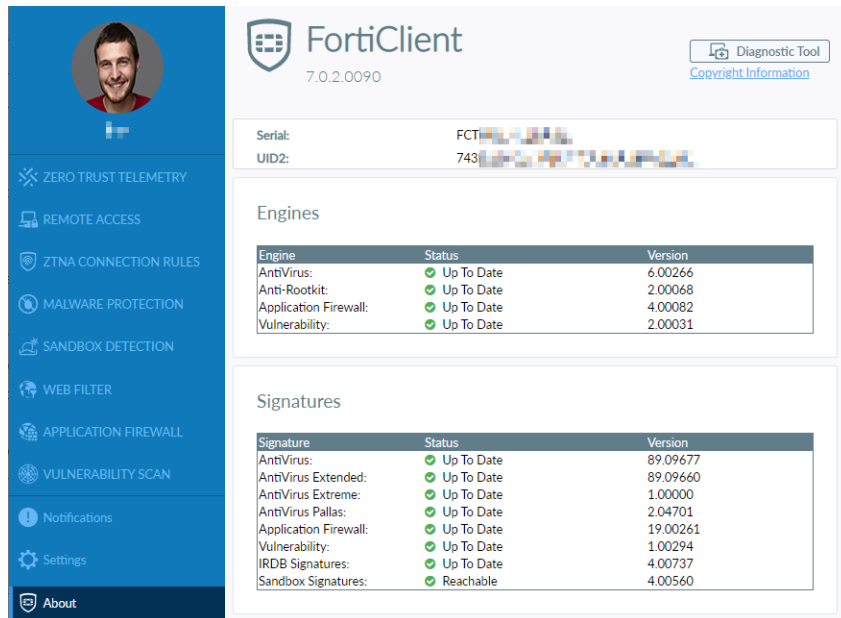 FortiClient
7.0.2.0090
Diagnostic Tool
Copyright Information
Serial: FCT
UID2: 743
ZERO TRUST TELEMETRY
REMOTE ACCESS
ZTNA CONNECTION RULES
MALWARE PROTECTION
SANDBOX DETECTION
WEB FILTER
APPLICATION FIREWALL
VULNERABILITY SCAN
Notifications
Settings
About
Engines
Engine Status Version
AntiVirus: Up To Date 6.00266
Anti-Rootkit: Up To Date 2.00068
Application Firewall: Up To Date 4.00082
Vulnerability: Up To Date 2.00031
Signatures
Signature Status Version
AntiVirus: Up To Date 89.09677
AntiVirus Extended: Up To Date 89.09660
AntiVirus Extreme: Up To Date 1.00000
AntiVirus Pallas: Up To Date 2.04701
Application Firewall: Up To Date 19.00261
Vulnerability: Up To Date 1.00294
IRDB Signatures: Up To Date 4.00737
Sandbox Signatures: Reachable 4.00560